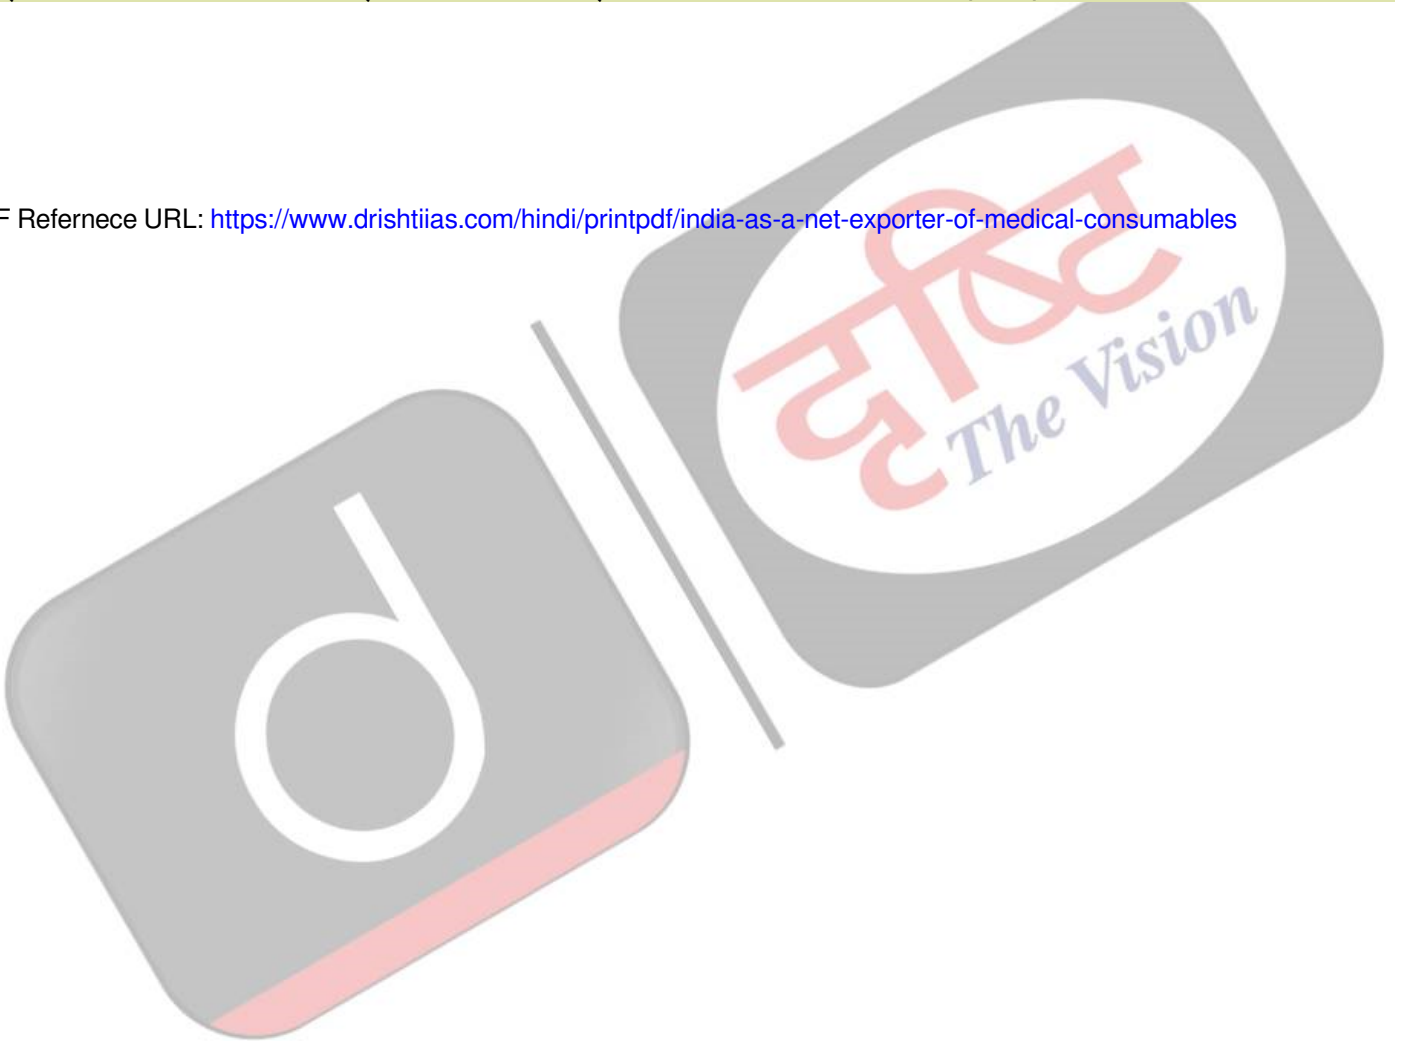 F Refernece URL: https://www.drishtiias.com/hindi/printpdf/india-as-a-net-exporter-of-medical-consumables
दृष्टि
The Vision
d